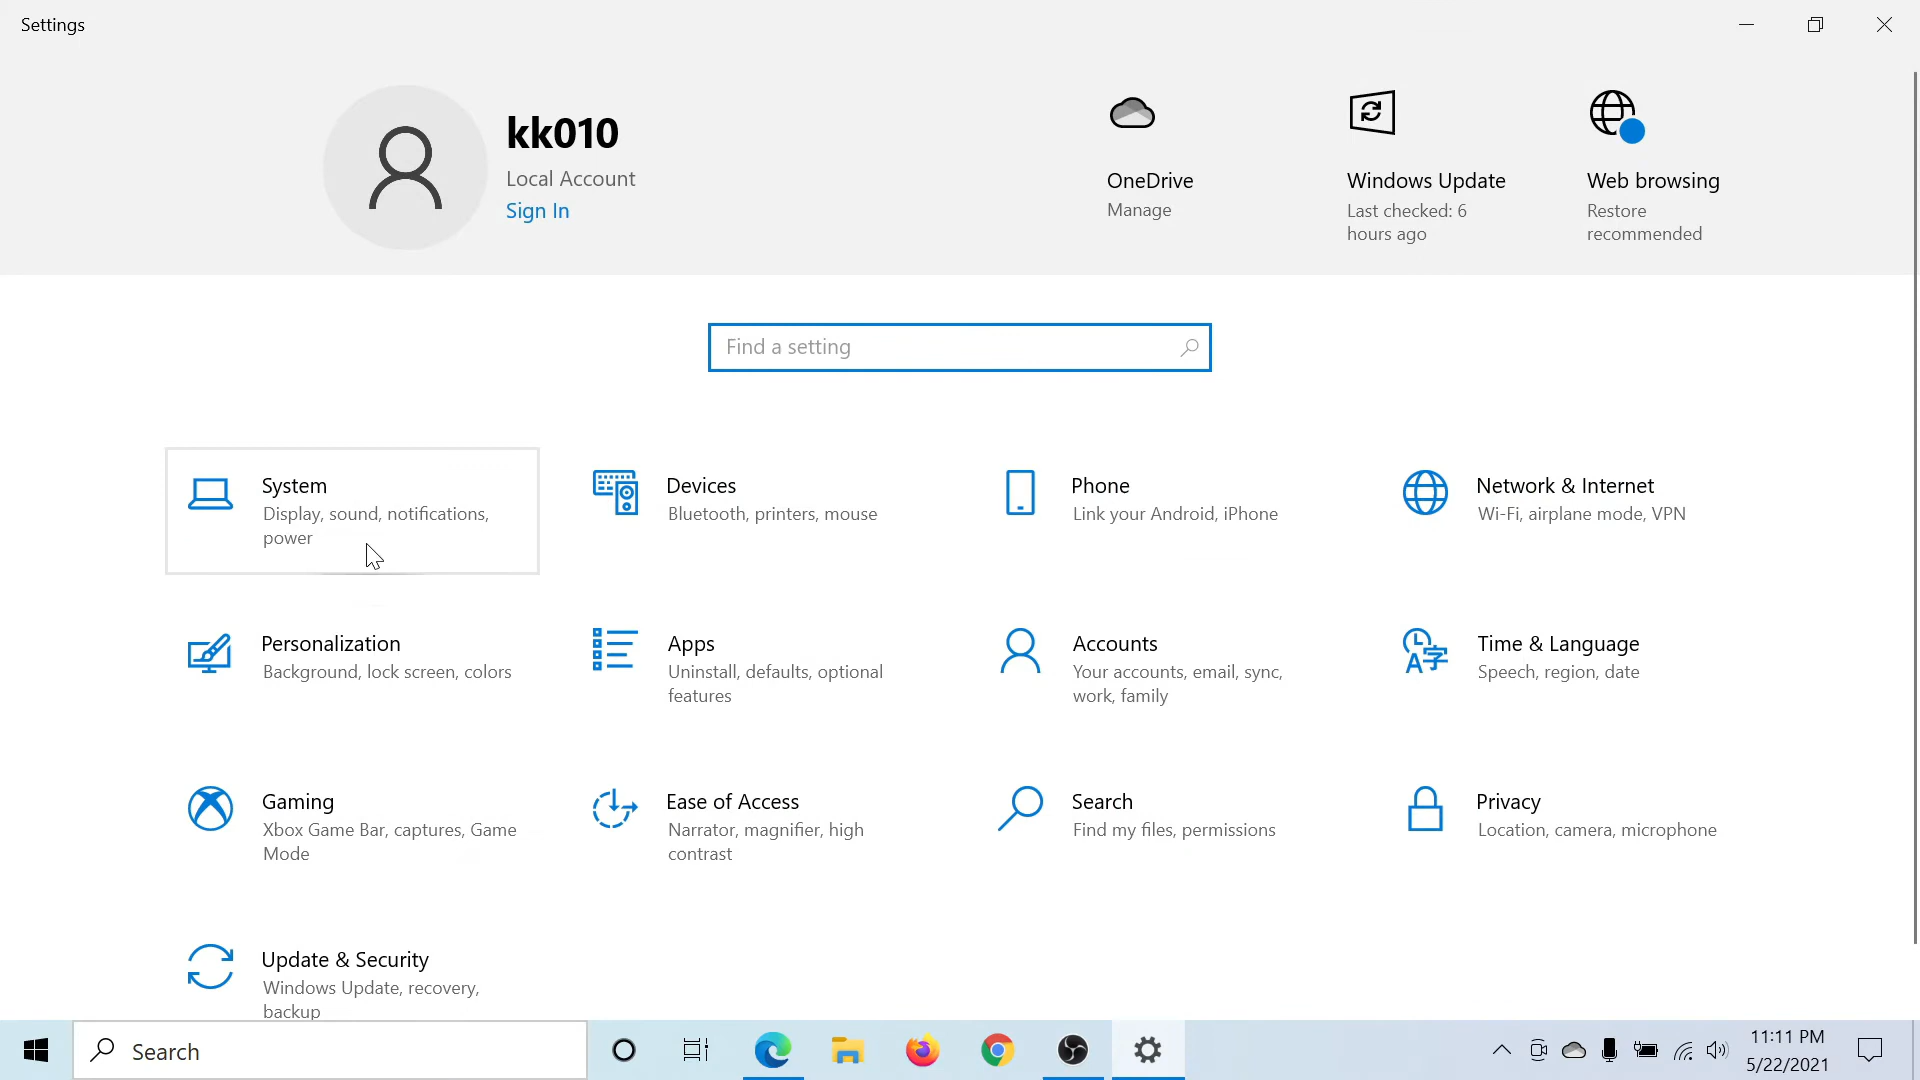 Settings
kk010
Local Account
Sign In
OneDrive
Manage
Windows Update
Last checked: 6
hours ago
Web browsing
Restore
recommended
Find a setting
System
Display, sound, notifications,
power
Devices
Bluetooth, printers, mouse
Phone
Link your Android, iPhone
Network & Internet
Wi-Fi, airplane mode, VPN
Personalization
Background, lock screen, colors
Apps
Uninstall, defaults, optional
features
Accounts
Your accounts, email, sync,
work, family
Time & Language
Speech, region, date
Gaming
Xbox Game Bar, captures, Game
Mode
Ease of Access
Narrator, magnifier, high
contrast
Search
Find my files, permissions
Privacy
Location, camera, microphone
Update & Security
Windows Update, recovery,
backup
Search
11:11 PM
5/22/2021